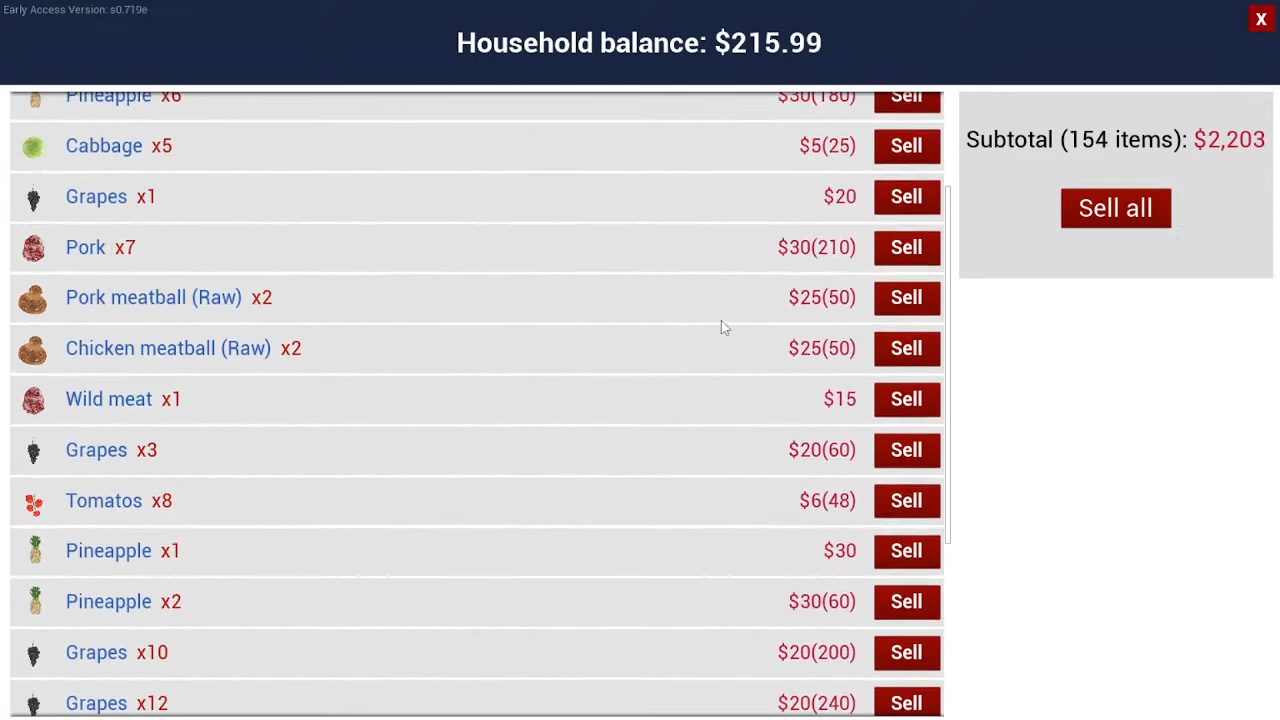 Early Access Version: s0.719e
X
Household balance: $215.99
Pineapple x6 $30(180) Sell
Cabbage x5 $5(25) Sell
Grapes x1 $20 Sell
Pork x7 $30(210) Sell
Pork meatball (Raw) x2 $25(50) Sell
Chicken meatball (Raw) x2 $25(50) Sell
Wild meat x1 $15 Sell
Grapes x3 $20(60) Sell
Tomatos x8 $6(48) Sell
Pineapple x1 $30 Sell
Pineapple x2 $30(60) Sell
Grapes x10 $20(200) Sell
Grapes x12 $20(240) Sell
Subtotal (154 items): $2,203
Sell all